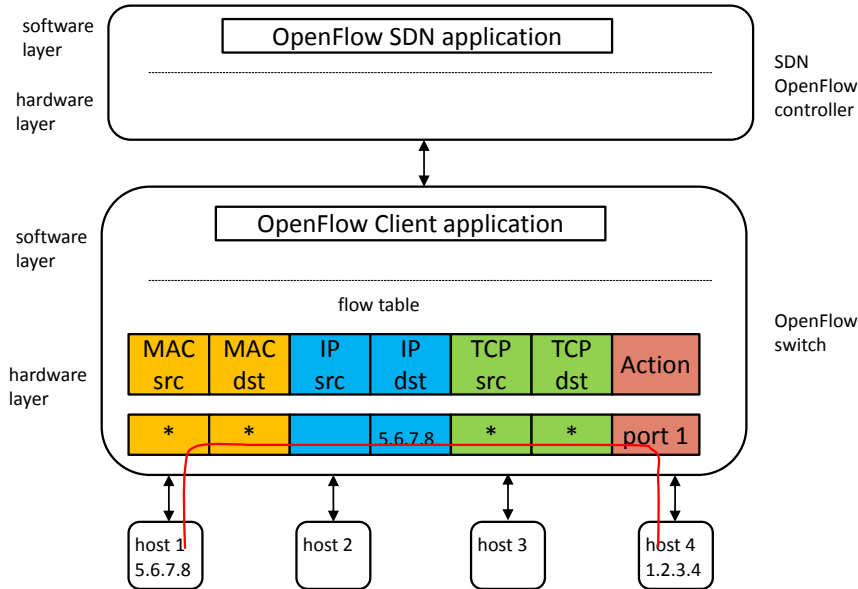 software
layer
OpenFlow SDN application
hardware
layer
SDN
OpenFlow
controller
software
layer
OpenFlow Client application
flow table
hardware
layer
MAC
src
MAC
dst
IP
src
IP
dst
TCP
src
TCP
dst
Action
* * 5.6.7.8 * * port 1
OpenFlow
switch
host 1
5.6.7.8
host 2
host 3
host 4
1.2.3.4